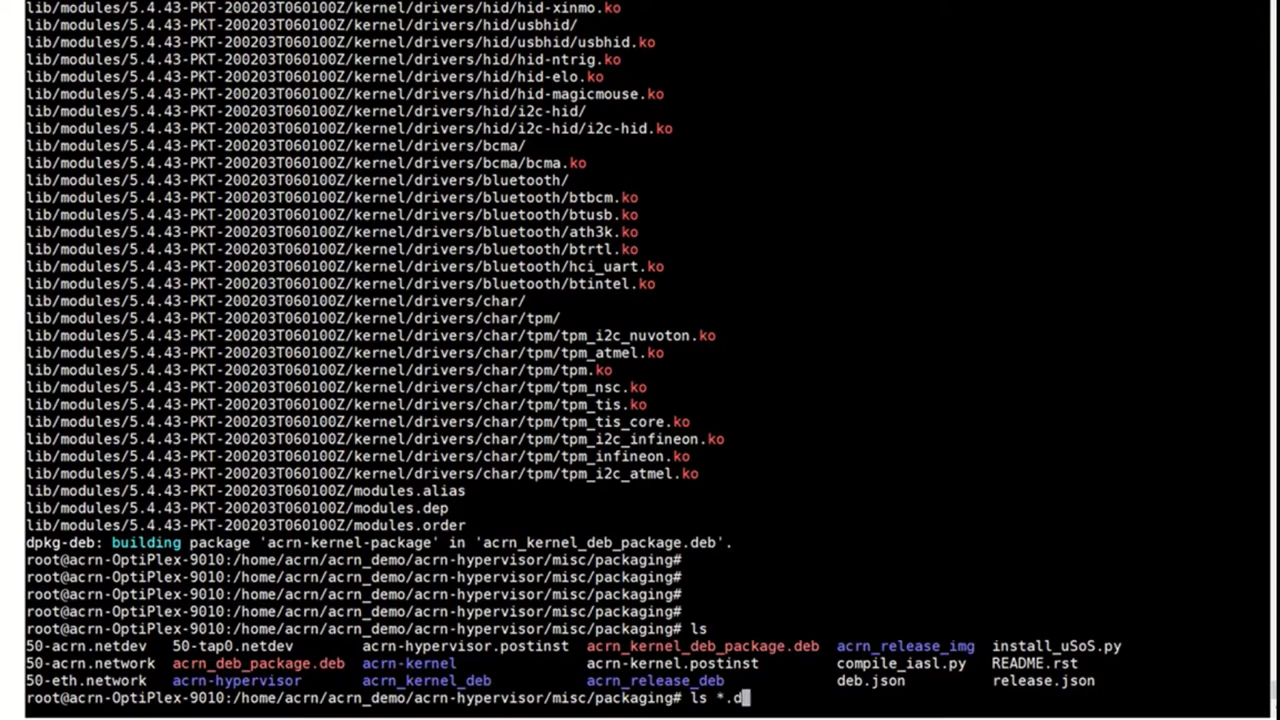 lib/modules/5.4.43-PKT-200203T060100Z/kernel/drivers/hid/hid-xinmo.ko
lib/modules/5.4.43-PKT-200203T060100Z/kernel/drivers/hid/usbhid/
lib/modules/5.4.43-PKT-200203T060100Z/kernel/drivers/hid/usbhid/usbhid.ko
lib/modules/5.4.43-PKT-200203T060100Z/kernel/drivers/hid/hid-ntrig.ko
lib/modules/5.4.43-PKT-200203T060100Z/kernel/drivers/hid/hid-elo.ko
lib/modules/5.4.43-PKT-200203T060100Z/kernel/drivers/hid/hid-magicmouse.ko
lib/modules/5.4.43-PKT-200203T060100Z/kernel/drivers/hid/i2c-hid/
lib/modules/5.4.43-PKT-200203T060100Z/kernel/drivers/hid/i2c-hid/i2c-hid.ko
lib/modules/5.4.43-PKT-200203T060100Z/kernel/drivers/bcma/
lib/modules/5.4.43-PKT-200203T060100Z/kernel/drivers/bcma/bcma.ko
lib/modules/5.4.43-PKT-200203T060100Z/kernel/drivers/bluetooth/
lib/modules/5.4.43-PKT-200203T060100Z/kernel/drivers/bluetooth/btbcm.ko
lib/modules/5.4.43-PKT-200203T060100Z/kernel/drivers/bluetooth/btusb.ko
lib/modules/5.4.43-PKT-200203T060100Z/kernel/drivers/bluetooth/ath3k.ko
lib/modules/5.4.43-PKT-200203T060100Z/kernel/drivers/bluetooth/btrtl.ko
lib/modules/5.4.43-PKT-200203T060100Z/kernel/drivers/bluetooth/hci_uart.ko
lib/modules/5.4.43-PKT-200203T060100Z/kernel/drivers/bluetooth/btintel.ko
lib/modules/5.4.43-PKT-200203T060100Z/kernel/drivers/char/
lib/modules/5.4.43-PKT-200203T060100Z/kernel/drivers/char/tpm/
lib/modules/5.4.43-PKT-200203T060100Z/kernel/drivers/char/tpm/tpm_i2c_nuvoton.ko
lib/modules/5.4.43-PKT-200203T060100Z/kernel/drivers/char/tpm/tpm_atmel.ko
lib/modules/5.4.43-PKT-200203T060100Z/kernel/drivers/char/tpm/tpm.ko
lib/modules/5.4.43-PKT-200203T060100Z/kernel/drivers/char/tpm/tpm_nsc.ko
lib/modules/5.4.43-PKT-200203T060100Z/kernel/drivers/char/tpm/tpm_tis.ko
lib/modules/5.4.43-PKT-200203T060100Z/kernel/drivers/char/tpm/tpm_tis_core.ko
lib/modules/5.4.43-PKT-200203T060100Z/kernel/drivers/char/tpm/tpm_i2c_infineon.ko
lib/modules/5.4.43-PKT-200203T060100Z/kernel/drivers/char/tpm/tpm_infineon.ko
lib/modules/5.4.43-PKT-200203T060100Z/kernel/drivers/char/tpm/tpm_i2c_atmel.ko
lib/modules/5.4.43-PKT-200203T060100Z/modules.alias
lib/modules/5.4.43-PKT-200203T060100Z/modules.dep
lib/modules/5.4.43-PKT-200203T060100Z/modules.order
dpkg-deb: building package 'acrn-kernel-package' in 'acrn_kernel_deb_package.deb'.
root@acrn-OptiPlex-9010:/home/acrn/acrn_demo/acrn-hypervisor/misc/packaging#
root@acrn-OptiPlex-9010:/home/acrn/acrn_demo/acrn-hypervisor/misc/packaging#
root@acrn-OptiPlex-9010:/home/acrn/acrn_demo/acrn-hypervisor/misc/packaging#
root@acrn-OptiPlex-9010:/home/acrn/acrn_demo/acrn-hypervisor/misc/packaging#
root@acrn-OptiPlex-9010:/home/acrn/acrn_demo/acrn-hypervisor/misc/packaging# ls
50-acrn.netdev 50-tap0.netdev acrn-hypervisor.postinst acrn_kernel_deb_package.deb acrn_release_img install_uSoS.py
50-acrn.network acrn_deb_package.deb acrn-kernel acrn-kernel.postinst compile_iasl.py README.rst
50-eth.network acrn-hypervisor acrn_kernel_deb acrn_release_deb deb.json release.json
root@acrn-OptiPlex-9010:/home/acrn/acrn_demo/acrn-hypervisor/misc/packaging# ls *.d